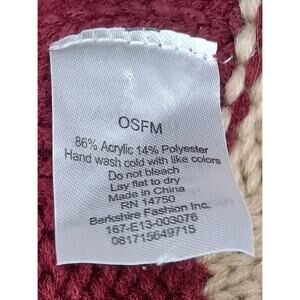 OSFM
86% Acrylic 14% Polyester
Hand wash cold with like colors
Do not bleach
Lay flat to dry
Made in China
RN 14750
Berkshire Fashion Inc.
167-E13-003076
081715649715